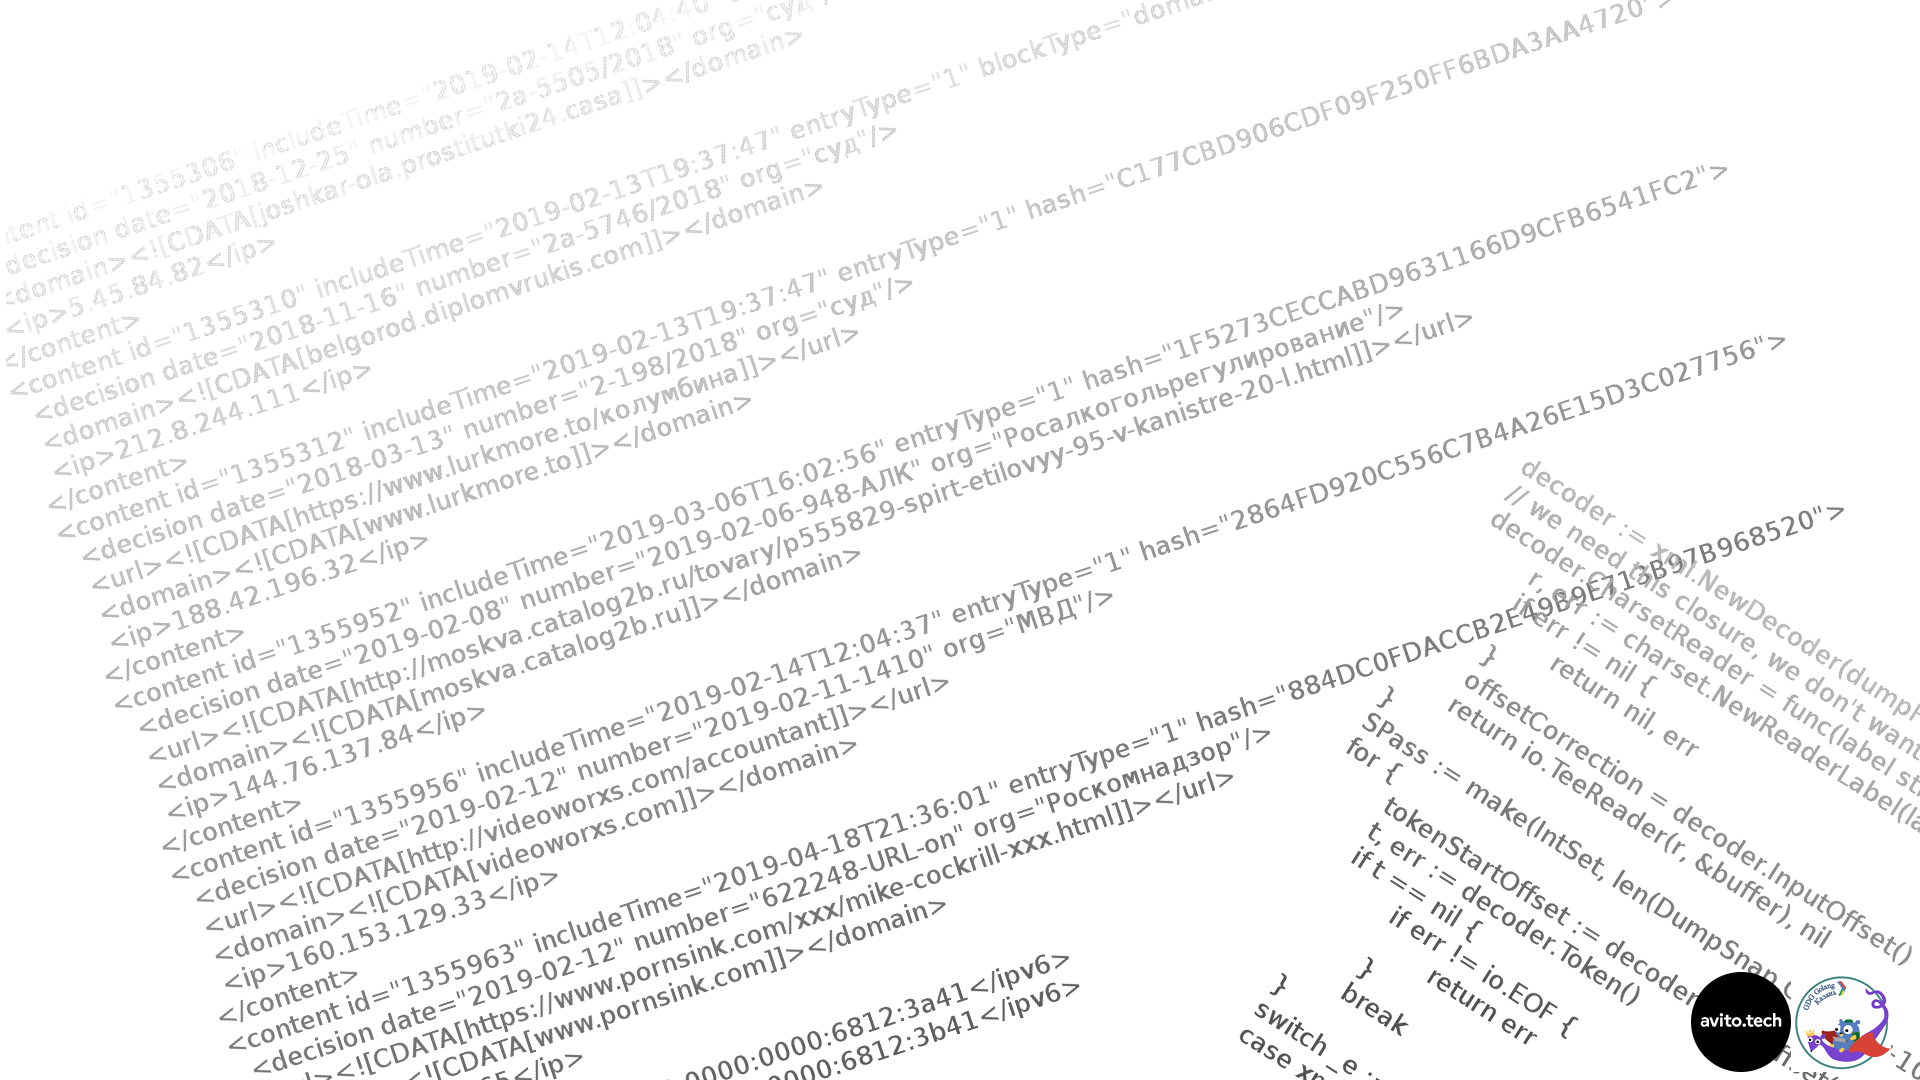 tent id="1355306" includeTime="2019-02-14T12:04:40"
decision date="2018-12-25" number="2a-5505/2018" org="суд"/
<domain><![CDATA[joshkar-ola.prostitutki24.casa]]></domain>
<ip>5.45.84.82</ip>
</content>
<content id="1355310" includeTime="2019-02-13T19:37:47" entryType="1" blockType="domai
<decision date="2018-11-16" number="2a-5746/2018" org="суд"/>
<domain><![CDATA[belgorod.diplomvrukis.com]]></domain>
<ip>212.8.244.111</ip>
</content>
<content id="1355312" includeTime="2019-02-13T19:37:47" entryType="1" hash="C177CBD906CDF09F250FF6BDA3AA4720">
<decision date="2018-03-13" number="2-198/2018" org="суд"/>
<url><![CDATA[https://www.lurkmore.to/колумбина]]></url>
<domain><![CDATA[www.lurkmore.to]]></domain>
<ip>188.42.196.32</ip>
</content>
<content id="1355952" includeTime="2019-03-06T16:02:56" entryType="1" hash="1F5273CECCABD9631166D9CFB6541FC2">
<decision date="2019-02-08" number="2019-02-06-948-АЛК" org="Росалкогольрегулирование"/>
<url><![CDATA[http://moskva.catalog2b.ru/tovary/p555829-spirt-etilovyy-95-v-kanistre-20-l.html]]></url>
<domain><![CDATA[moskva.catalog2b.ru]]></domain>
<ip>144.76.137.84</ip>
</content>
<content id="1355956" includeTime="2019-02-14T12:04:37" entryType="1" hash="2864FD920C556C7B4A26E15D3C027756">
<decision date="2019-02-12" number="2019-02-11-1410" org="МВД"/>
<url><![CDATA[http://videoworxs.com/accountant]]></url>
<domain><![CDATA[videoworxs.com]]></domain>
<ip>160.153.129.33</ip>
</content>
<content id="1355963" includeTime="2019-04-18T21:36:01" entryType="1" hash="884DC0FDACCB2E49B9E713B97B968520">
<decision date="2019-02-12" number="622248-URL-on" org="Роскомнадзор"/>
l><![CDATA[https://www.pornsink.com/xxx/mike-cockrill-xxx.html]]></url>
<![CDATA[www.pornsink.com]]></domain>
</ip>
:0000:0000:6812:3a41</ipv6>
0000:6812:3b41</ipv6>
decoder := xml.NewDecoder(dumpF
// we need this closure, we don't want
decoder.CharsetReader = func(label st
r, err := charset.NewReaderLabel(la
if err != nil {
return nil, err
}
offsetCorrection = decoder.InputOffset()
return io.TeeReader(r, &buffer), nil
}
SPass := make(IntSet, len(DumpSnap.C
for {
tokenStartOffset := decoder
t, err := decoder.Token()
if t == nil {
if err != io.EOF {
return err
}
break
}
switch _e :
case xm
avito.tech
GDG Golang
Казань